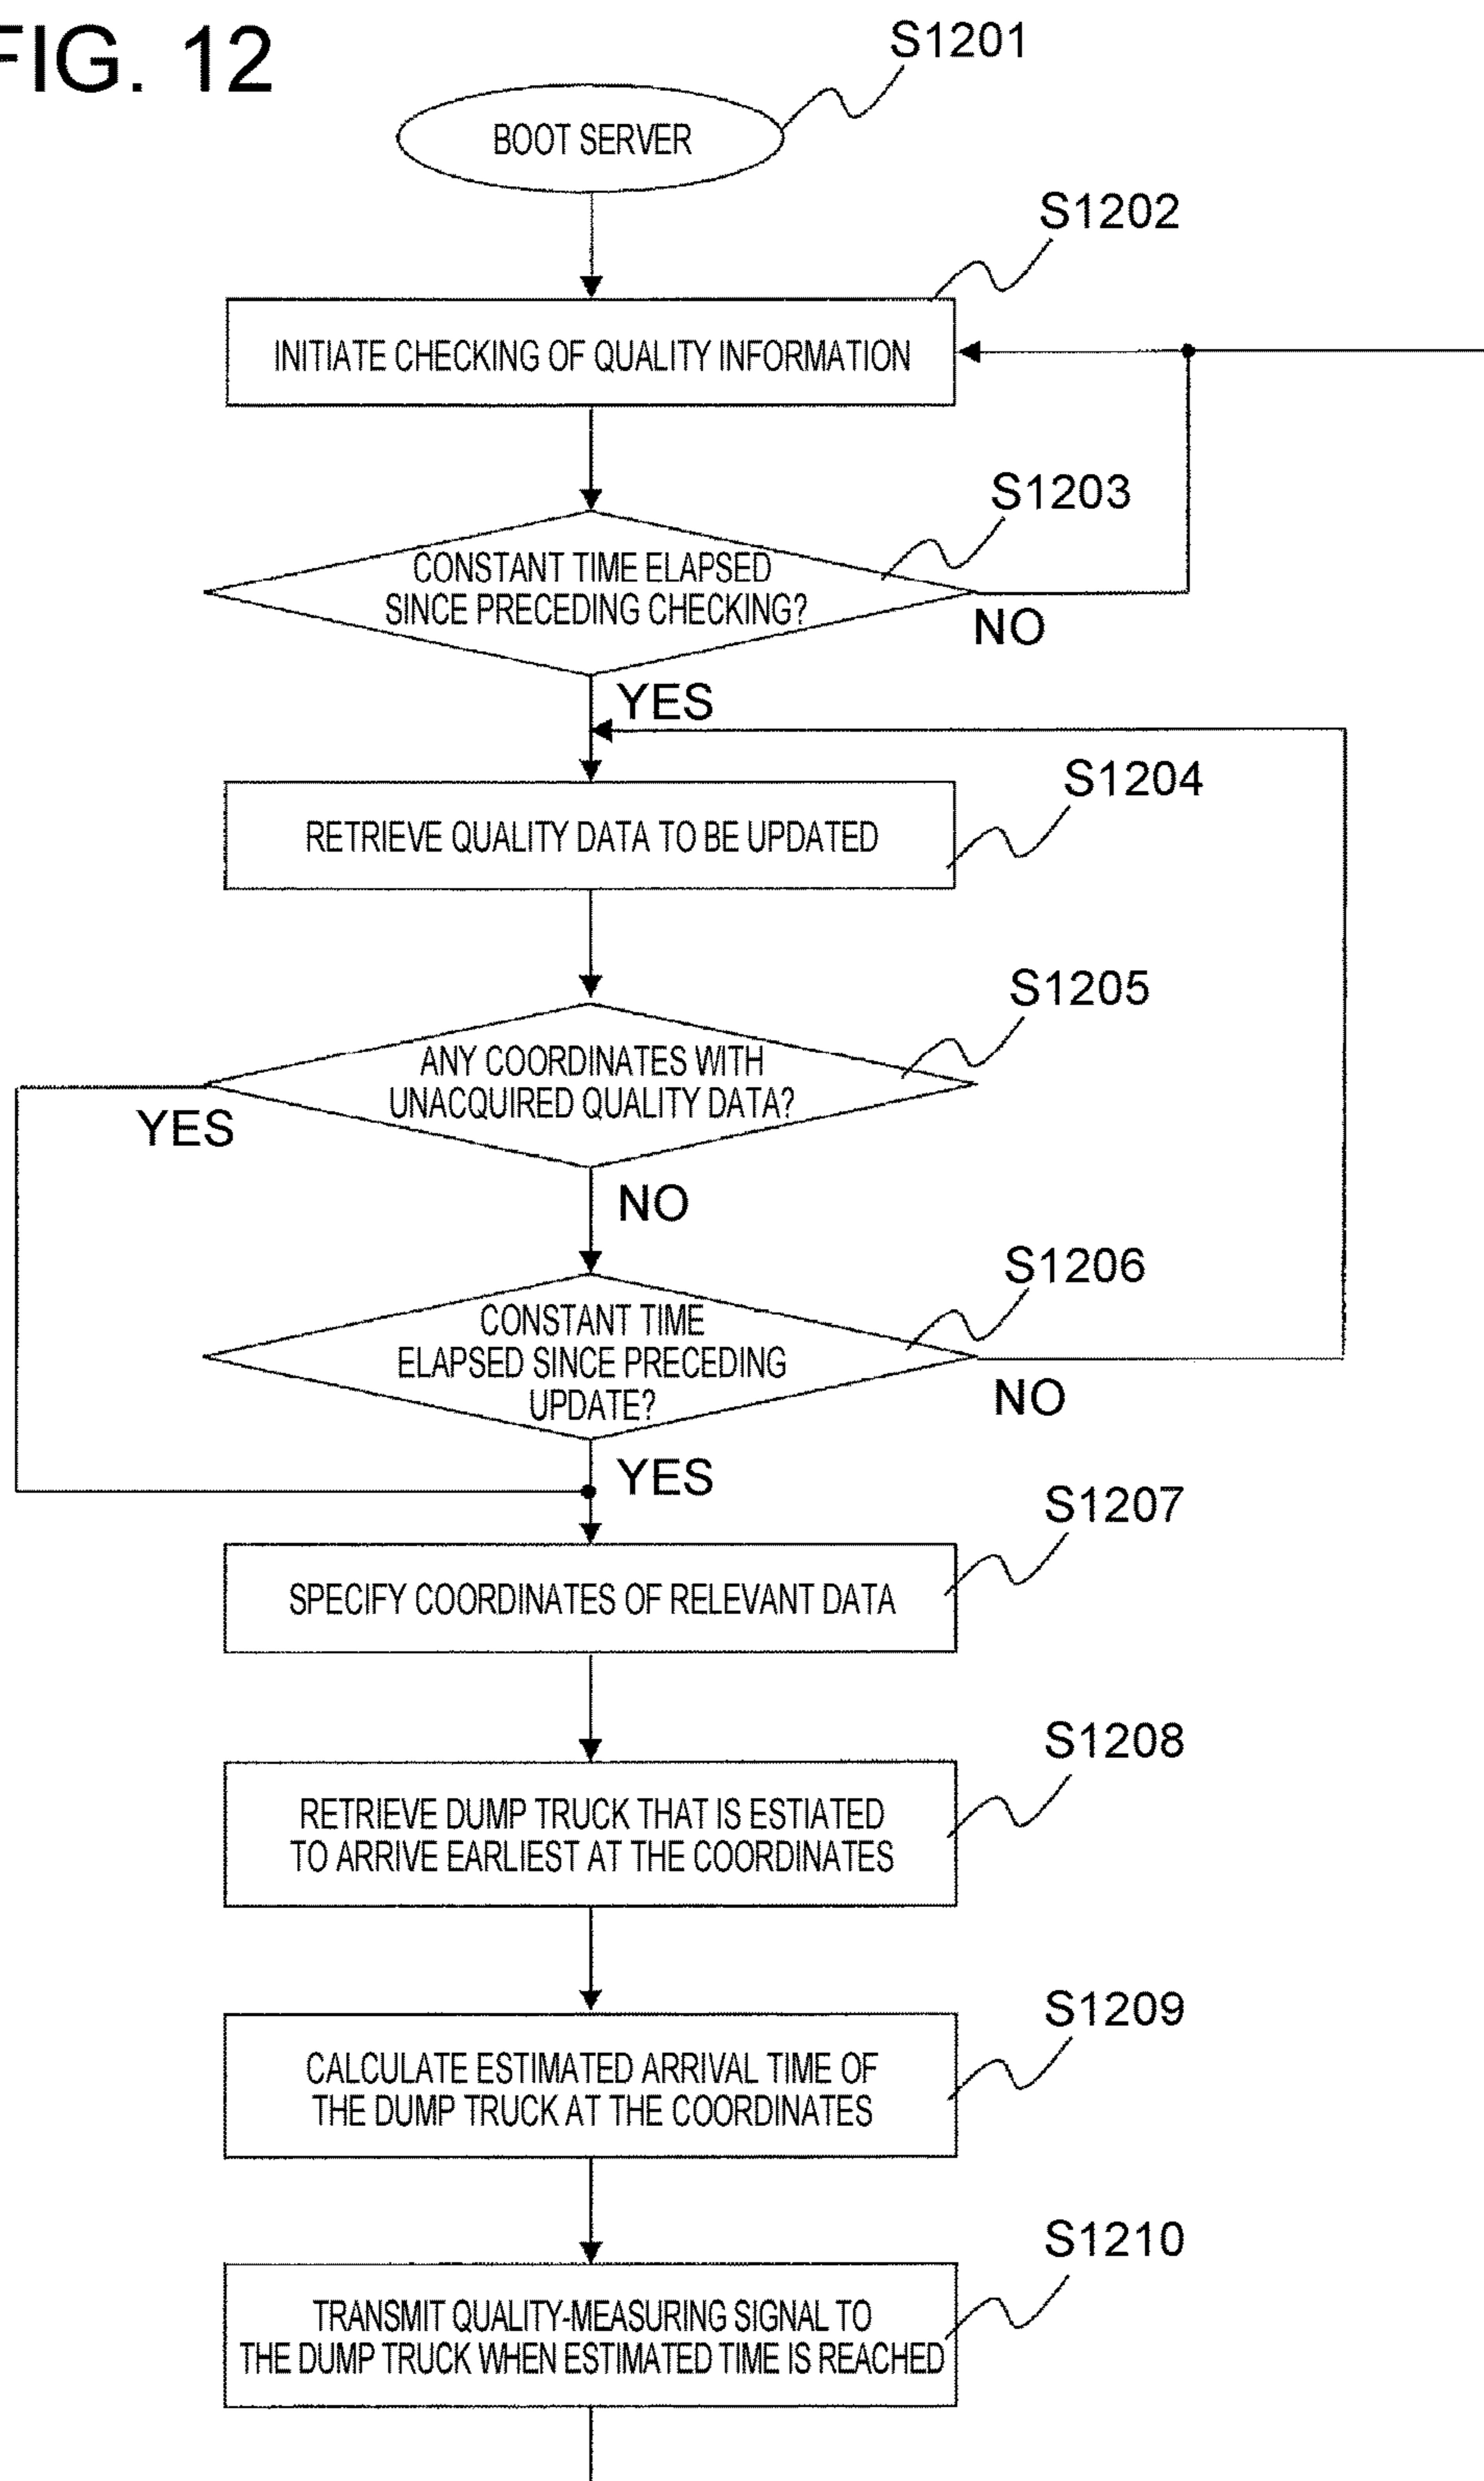 FIG. 12
S1201
BOOT SERVER
S1202
INITIATE CHECKING OF QUALITY INFORMATION
S1203
CONSTANT TIME ELAPSED
SINCE PRECEDING CHECKING?
NO
YES
S1204
RETRIEVE QUALITY DATA TO BE UPDATED
S1205
ANY COORDINATES WITH
UNACQUIRED QUALITY DATA?
YES
NO
S1206
CONSTANT TIME
ELAPSED SINCE PRECEDING
UPDATE?
NO
YES
S1207
SPECIFY COORDINATES OF RELEVANT DATA
S1208
RETRIEVE DUMP TRUCK THAT IS ESTIATED
TO ARRIVE EARLIEST AT THE COORDINATES
S1209
CALCULATE ESTIMATED ARRIVAL TIME OF
THE DUMP TRUCK AT THE COORDINATES
S1210
TRANSMIT QUALITY-MEASURING SIGNAL TO
THE DUMP TRUCK WHEN ESTIMATED TIME IS REACHED